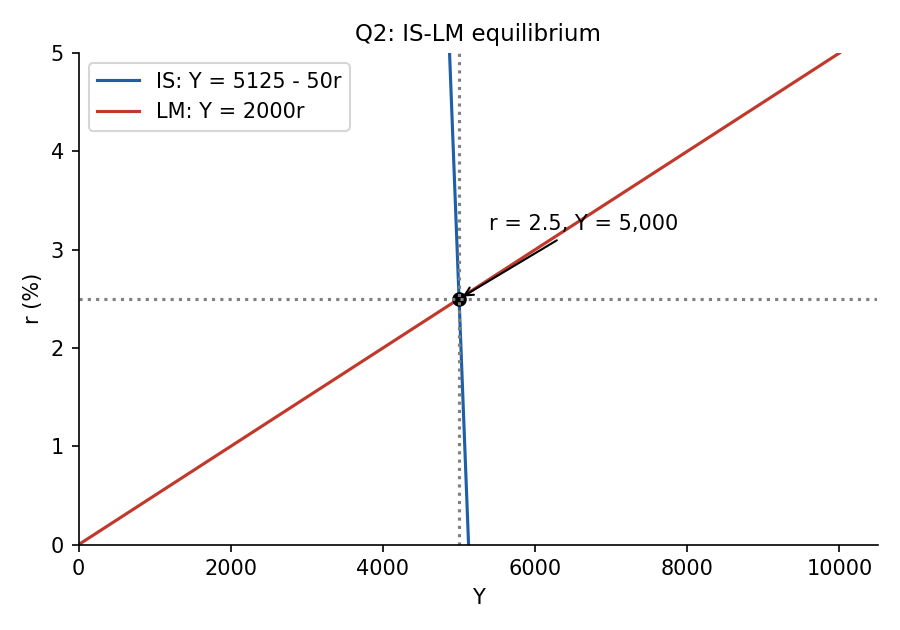 Q2: IS-LM equilibrium
IS: Y = 5125 - 50r
LM: Y = 2000r
r = 2.5, Y = 5,000
r (%)
5
4
3
2
1
0
0 2000 4000 6000 8000 10000
Y